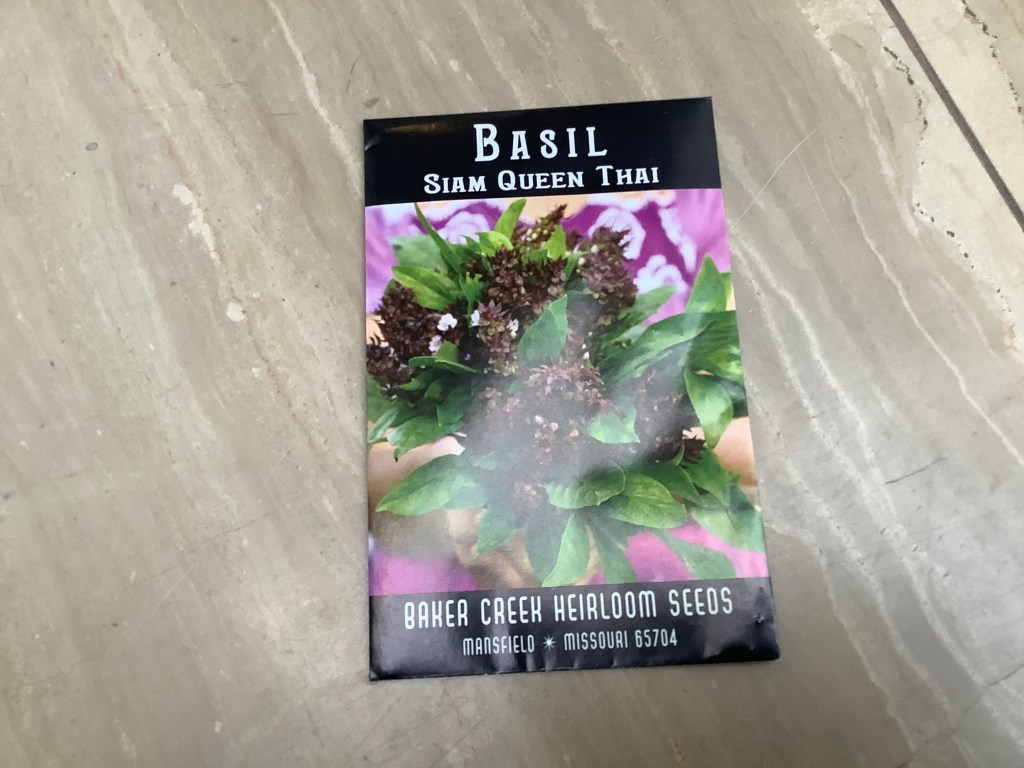 BASIL
SIAM QUEEN THAI
BAKER CREEK HEIRLOOM SEEDS
MANSFIELD ✴ MISSOURI 65704